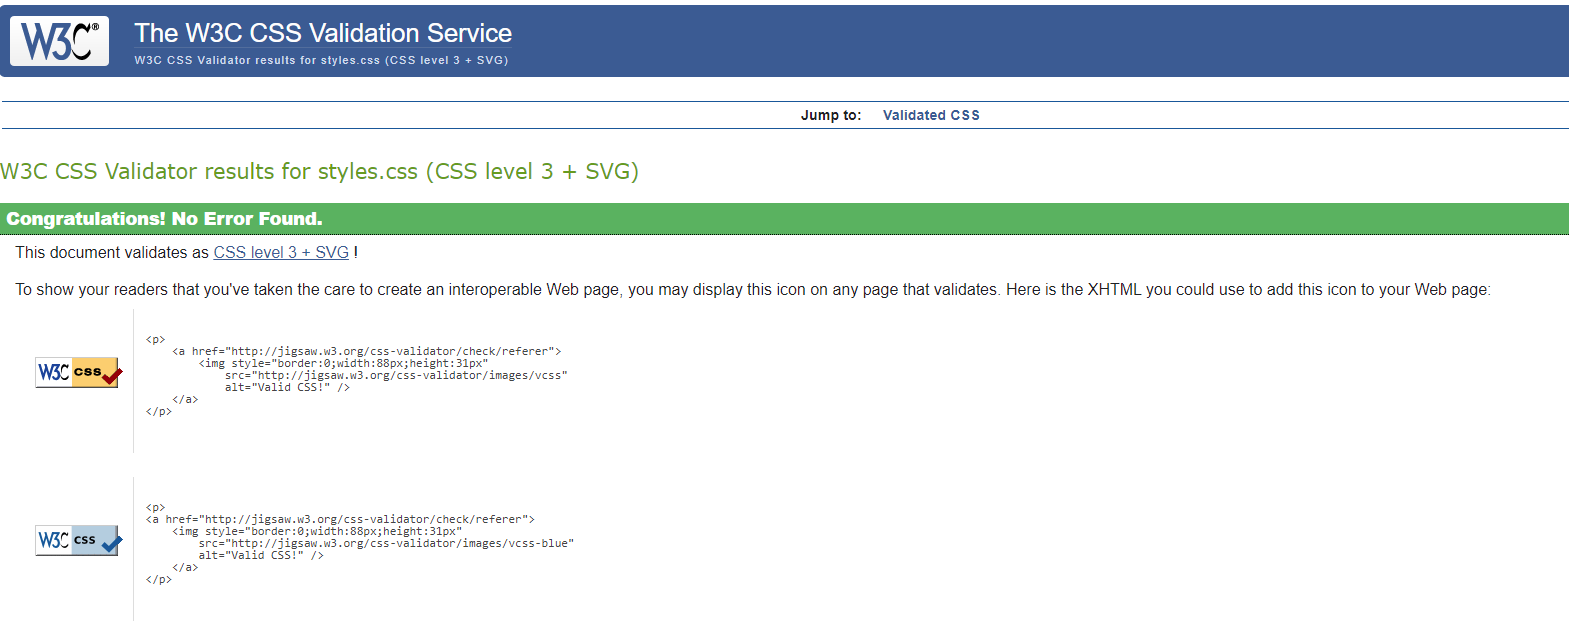 W3C®
The W3C CSS Validation Service
W3C CSS Validator results for styles.css (CSS level 3 + SVG)
Jump to: Validated CSS
W3C CSS Validator results for styles.css (CSS level 3 + SVG)
Congratulations! No Error Found.
This document validates as CSS level 3 + SVG !
To show your readers that you've taken the care to create an interoperable Web page, you may display this icon on any page that validates. Here is the XHTML you could use to add this icon to your Web page:
W3C css
<p>
    <a href="http://jigsaw.w3.org/css-validator/check/referer">
        <img style="border:0;width:88px;height:31px"
            src="http://jigsaw.w3.org/css-validator/images/vcss"
            alt="Valid CSS!" />
    </a>
</p>
W3C css
<p>
<a href="http://jigsaw.w3.org/css-validator/check/referer">
    <img style="border:0;width:88px;height:31px"
        src="http://jigsaw.w3.org/css-validator/images/vcss-blue"
        alt="Valid CSS!" />
    </a>
</p>